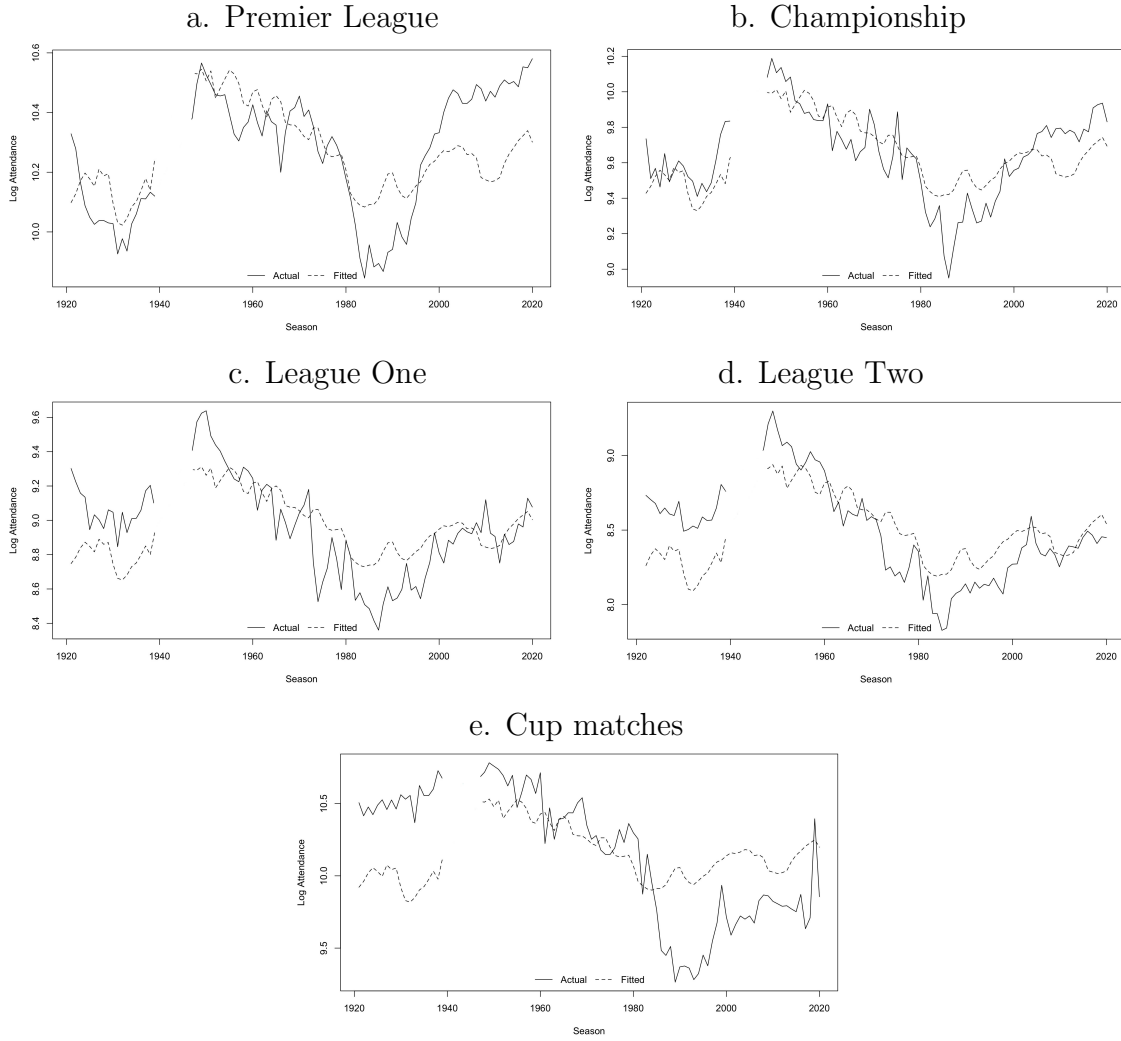 a. Premier League
Log Attendance
10.0 10.2 10.4 10.6
Actual Fitted
1920 1940 1960 1980 2000 2020
Season
b. Championship
Log Attendance
9.0 9.2 9.4 9.6 9.8 10.0 10.2
Actual Fitted
1920 1940 1960 1980 2000 2020
Season
c. League One
Log Attendance
8.4 8.6 8.8 9.0 9.2 9.4 9.6
Actual Fitted
1920 1940 1960 1980 2000 2020
Season
d. League Two
Log Attendance
8.0 8.5 9.0
Actual Fitted
1920 1940 1960 1980 2000 2020
Season
e. Cup matches
Log Attendance
9.5 10.0 10.5
Actual Fitted
1920 1940 1960 1980 2000 2020
Season